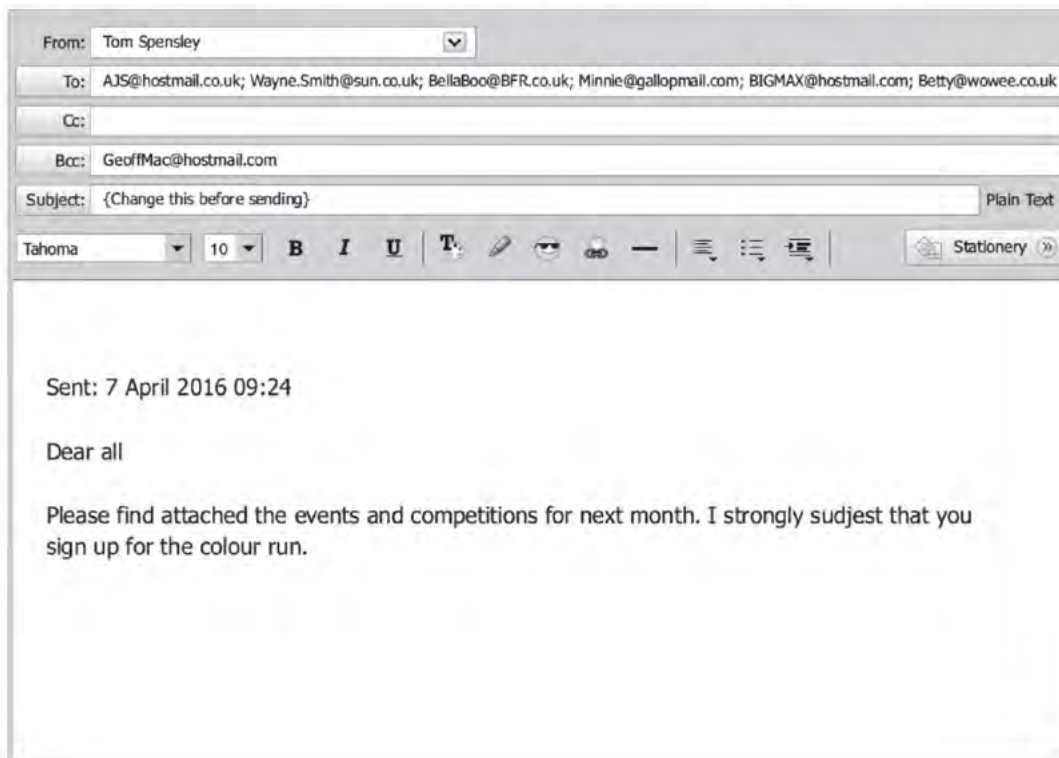 From: Tom Spensley
To: AJS@hostmail.co.uk; Wayne.Smith@sun.co.uk; BellaBoo@BFR.co.uk; Minnie@gallopmail.com; BIGMAX@hostmail.com; Betty@wowee.co.uk
Cc:
Bcc: GeoffMac@hostmail.com
Subject: {Change this before sending} Plain Text
Tahoma 10 B I U T Stationery
Sent: 7 April 2016 09:24
Dear all
Please find attached the events and competitions for next month. I strongly sudjest that you
sign up for the colour run.